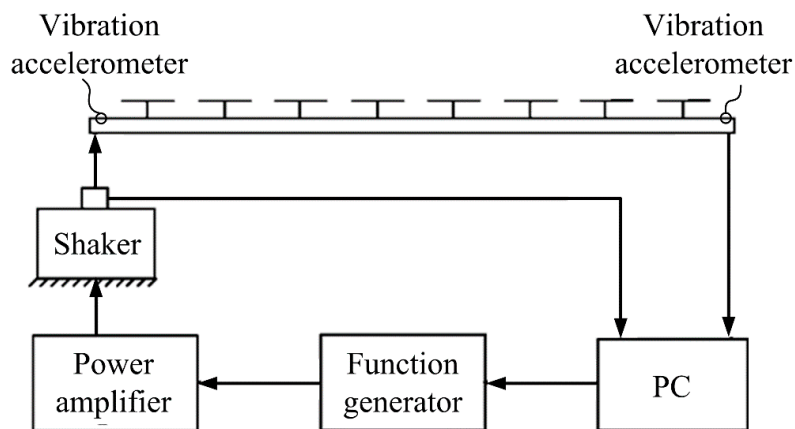 Vibration
accelerometer
Vibration
accelerometer
Shaker
Power
amplifier
Function
generator
PC